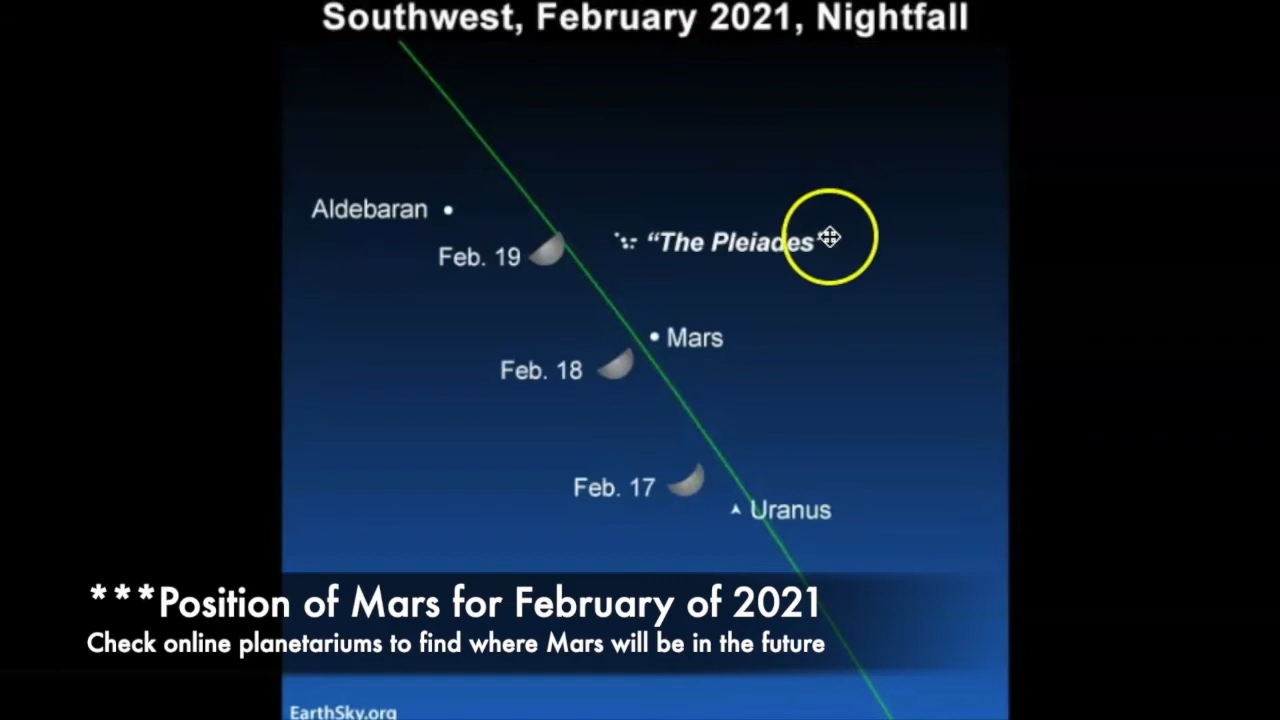 Southwest, February 2021, Nightfall
Aldebaran
Feb. 19
“The Pleiades”
Mars
Feb. 18
Feb. 17
Uranus
***Position of Mars for February of 2021
Check online planetariums to find where Mars will be in the future
EarthSky.org